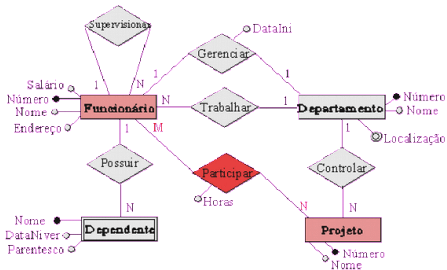 Supervisionar
DataIni
Gerenciar
1
1
1
N
Salário
Número
Nome
Endereço
Funcionário
N
Trabalhar
1
Departamento
Número
Nome
Localização
1
M
1
Possuir
Participar
Horas
Controlar
N
N
N
Nome
DataNiver
Parentesco
Dependente
Projeto
Número
Nome